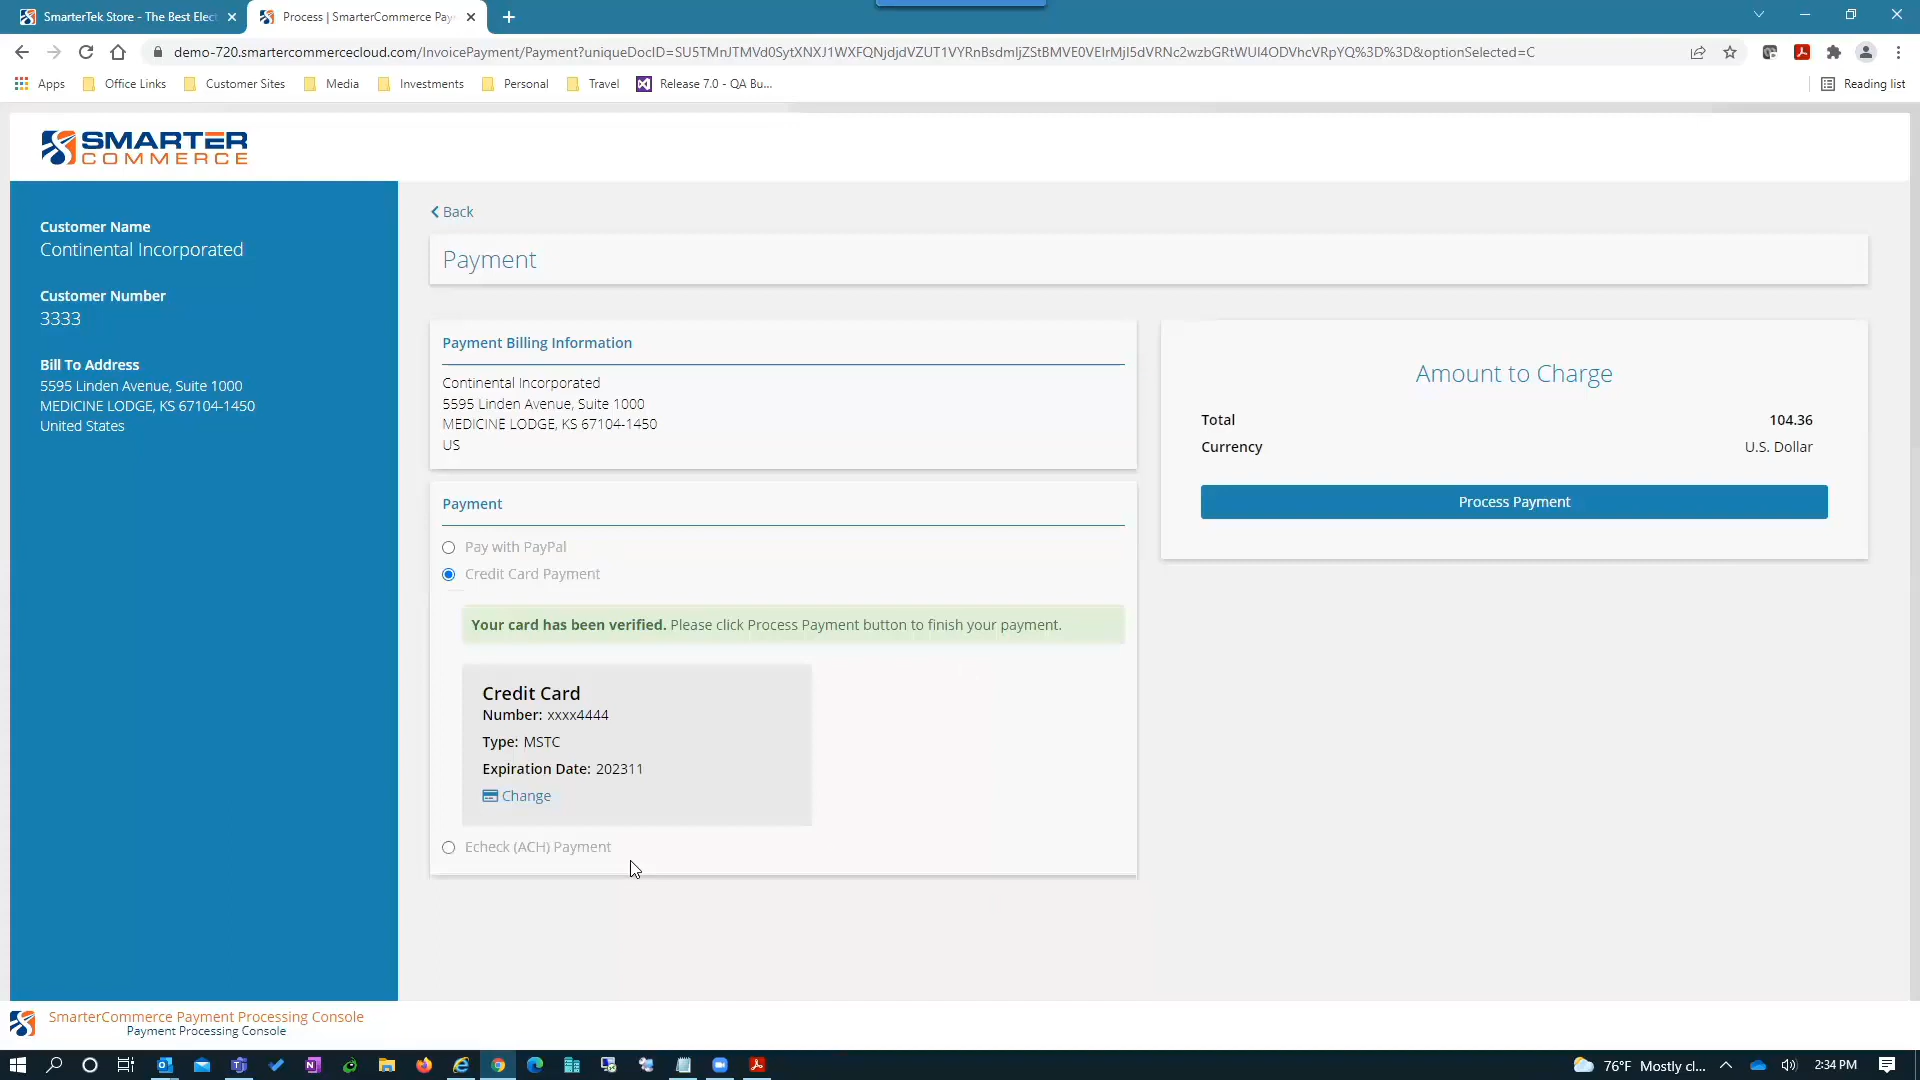 SmarterTek Store - The Best Elect
Process | SmarterCommerce Pay
demo-720.smartercommercecloud.com/InvoicePayment/Payment?uniqueDocID=SU5TMnJTMVd0SytXNXJ1WXFQNjdjdVZUT1VYRnBsdmljZStBMVE0VElrMjI5dVRNc2wzbGRtWUl4ODVhcVRpYQ%3D%3D&optionSelected=C
Apps
Office Links
Customer Sites
Media
Investments
Personal
Travel
Release 7.0 - QA Bu...
Reading list
SMARTER
COMMERCE
Customer Name
Continental Incorporated
Customer Number
3333
Bill To Address
5595 Linden Avenue, Suite 1000
MEDICINE LODGE, KS 67104-1450
United States
Back
Payment
Payment Billing Information
Continental Incorporated
5595 Linden Avenue, Suite 1000
MEDICINE LODGE, KS 67104-1450
US
Payment
Pay with PayPal
Credit Card Payment
Your card has been verified. Please click Process Payment button to finish your payment.
Credit Card
Number: xxxx4444
Type: MSTC
Expiration Date: 202311
Change
Echeck (ACH) Payment
Amount to Charge
Total 104.36
Currency U.S. Dollar
Process Payment
SmarterCommerce Payment Processing Console
Payment Processing Console
76°F Mostly cl...
2:34 PM